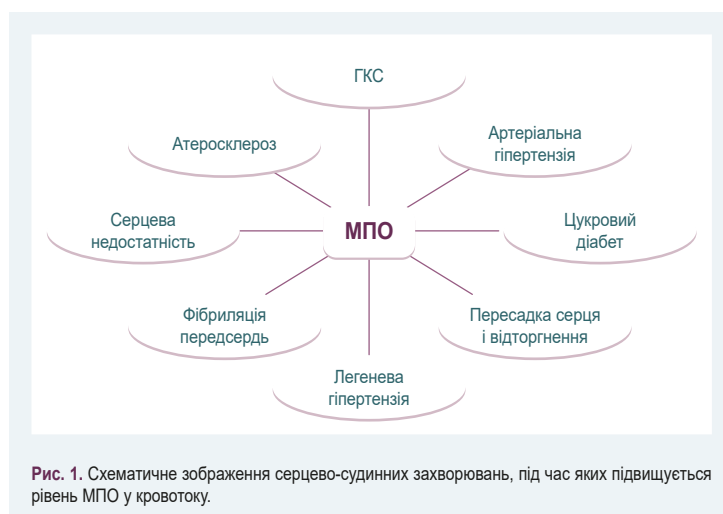 ГКС
Атеросклероз
Артеріальна
гіпертензія
Серцева
недостатність
МПО
Цукровий
діабет
Фібриляція
передсердь
Пересадка серця
і відторгнення
Легенева
гіпертензія
Рис. 1. Схематичне зображення серцево-судинних захворювань, під час яких підвищується
рівень МПО у кровотоку.